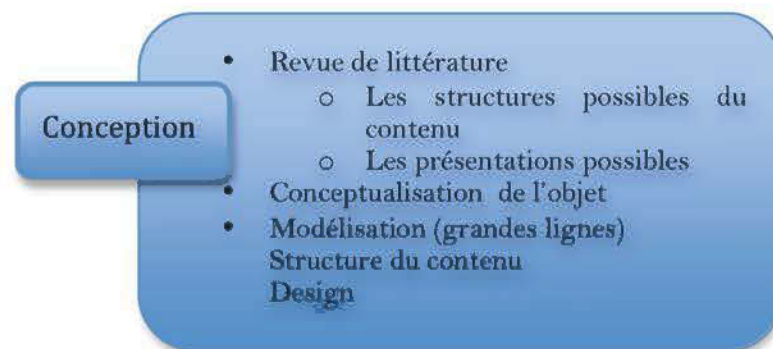 Conception
• Revue de littérature
o Les structures possibles du
contenu
o Les présentations possibles
• Conceptualisation de l'objet
• Modélisation (grandes lignes)
Structure du contenu
Design